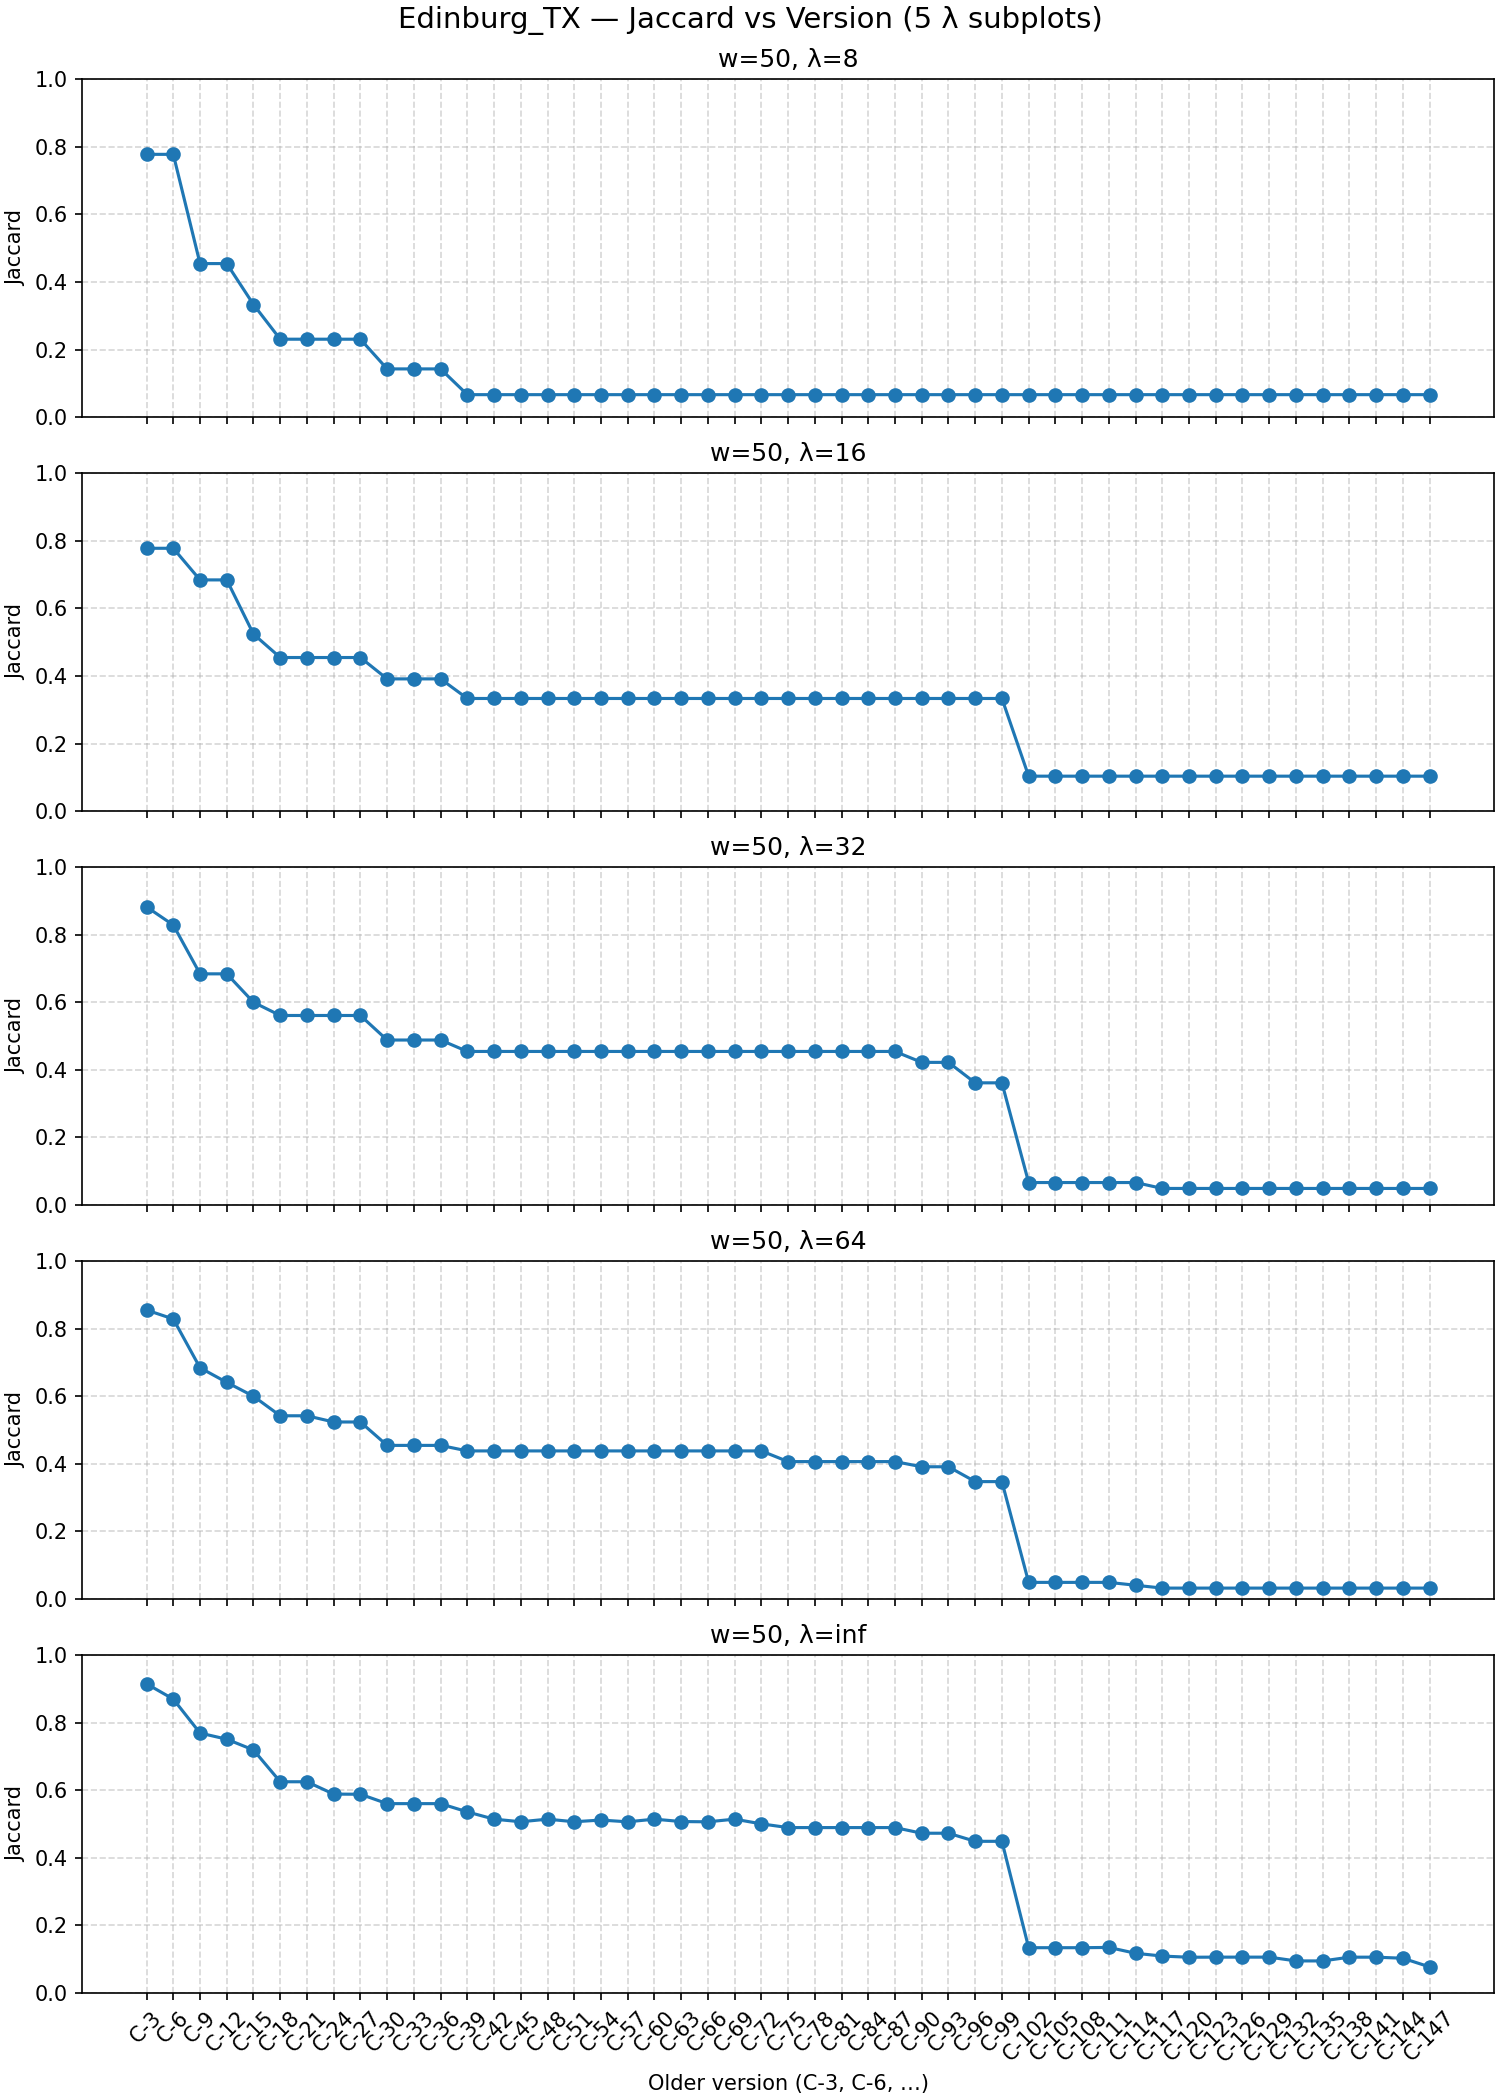 Edinburg_TX — Jaccard vs Version (5 λ subplots)
w=50, λ=8
1.0
0.8
0.6
0.4
0.2
0.0
Jaccard
w=50, λ=16
1.0
0.8
0.6
0.4
0.2
0.0
Jaccard
w=50, λ=32
1.0
0.8
0.6
0.4
0.2
0.0
Jaccard
w=50, λ=64
1.0
0.8
0.6
0.4
0.2
0.0
Jaccard
w=50, λ=inf
1.0
0.8
0.6
0.4
0.2
0.0
Jaccard
C-3 C-6 C-9 C-12 C-15 C-18 C-21 C-24 C-27 C-30 C-33 C-36 C-39 C-42 C-45 C-48 C-51 C-54 C-57 C-60 C-63 C-66 C-69 C-72 C-75 C-78 C-81 C-84 C-87 C-90 C-93 C-96 C-99 C-102 C-105 C-108 C-111 C-114 C-117 C-120 C-123 C-126 C-129 C-132 C-135 C-138 C-141 C-144 C-147
Older version (C-3, C-6, ...)